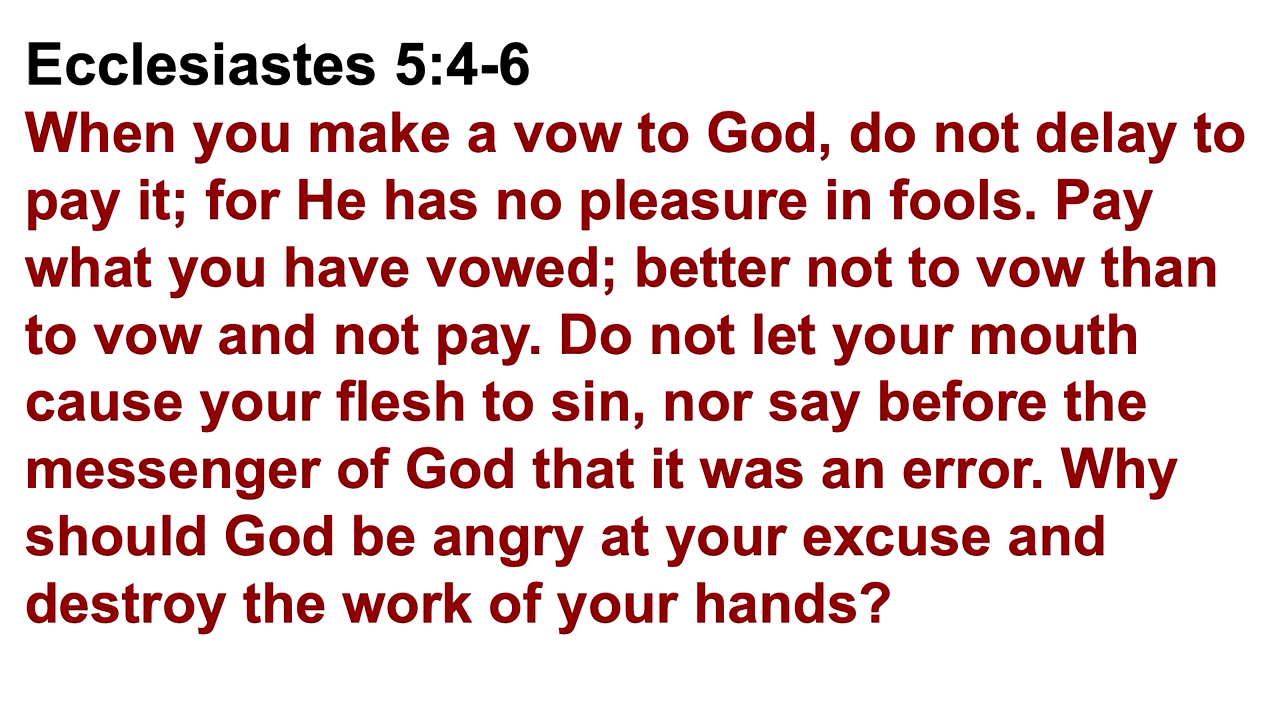 Ecclesiastes 5:4-6
When you make a vow to God, do not delay to
pay it; for He has no pleasure in fools. Pay
what you have vowed; better not to vow than
to vow and not pay. Do not let your mouth
cause your flesh to sin, nor say before the
messenger of God that it was an error. Why
should God be angry at your excuse and
destroy the work of your hands?